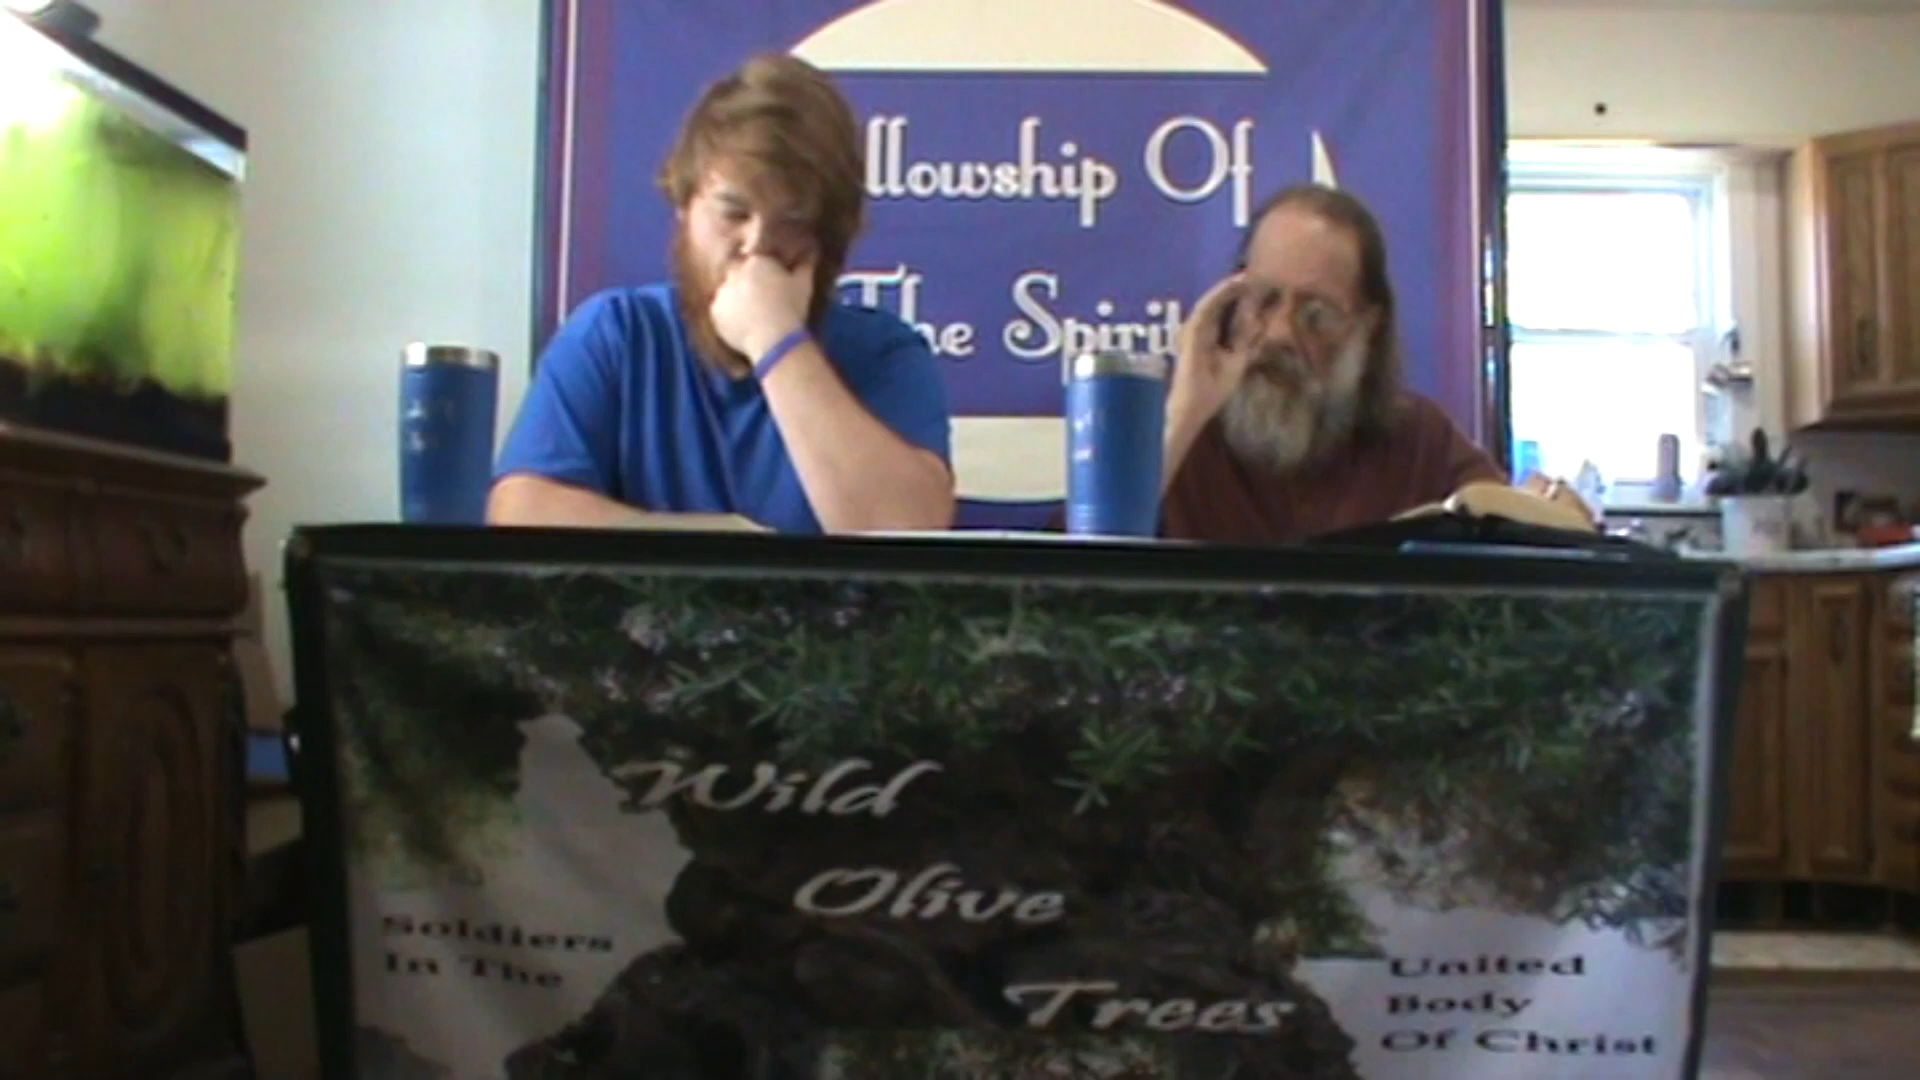 llowship Of
The Spirit
Wild
Olive
Trees
Soldiers
In The
United
Body
Of Christ